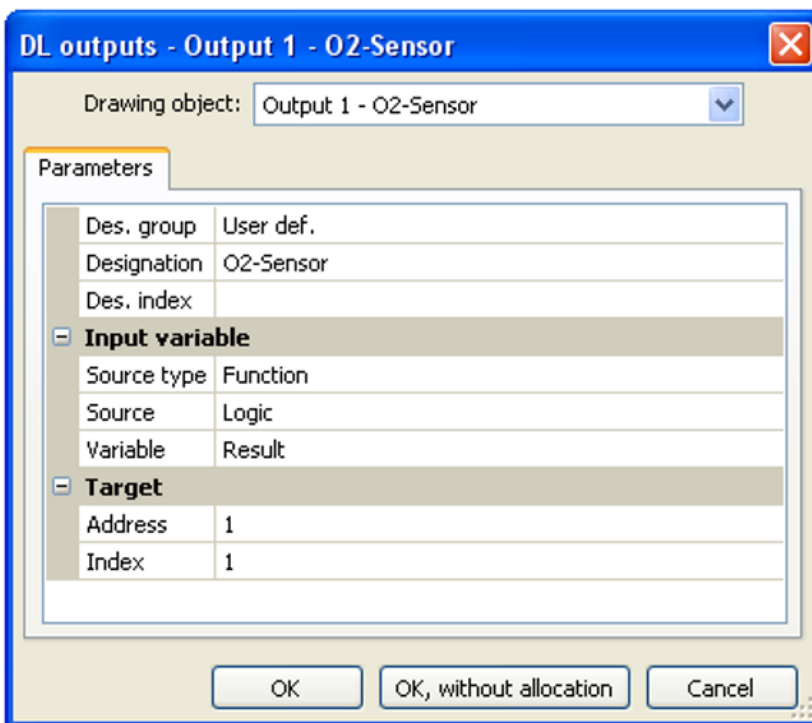 DL outputs - Output 1 - O2-Sensor
Drawing object: Output 1 - O2-Sensor
Parameters
Des. group User def.
Designation O2-Sensor
Des. index
Input variable
Source type Function
Source Logic
Variable Result
Target
Address 1
Index 1
OK OK, without allocation Cancel